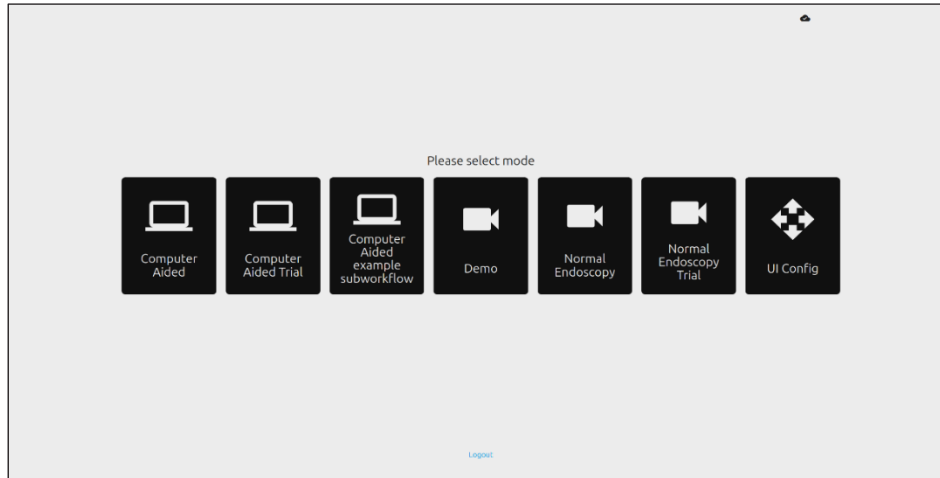 Please select mode
Computer
Aided
Computer
Aided Trial
Computer
Aided
example
subworkflow
Demo
Normal
Endoscopy
Normal
Endoscopy
Trial
UI Config
Logout